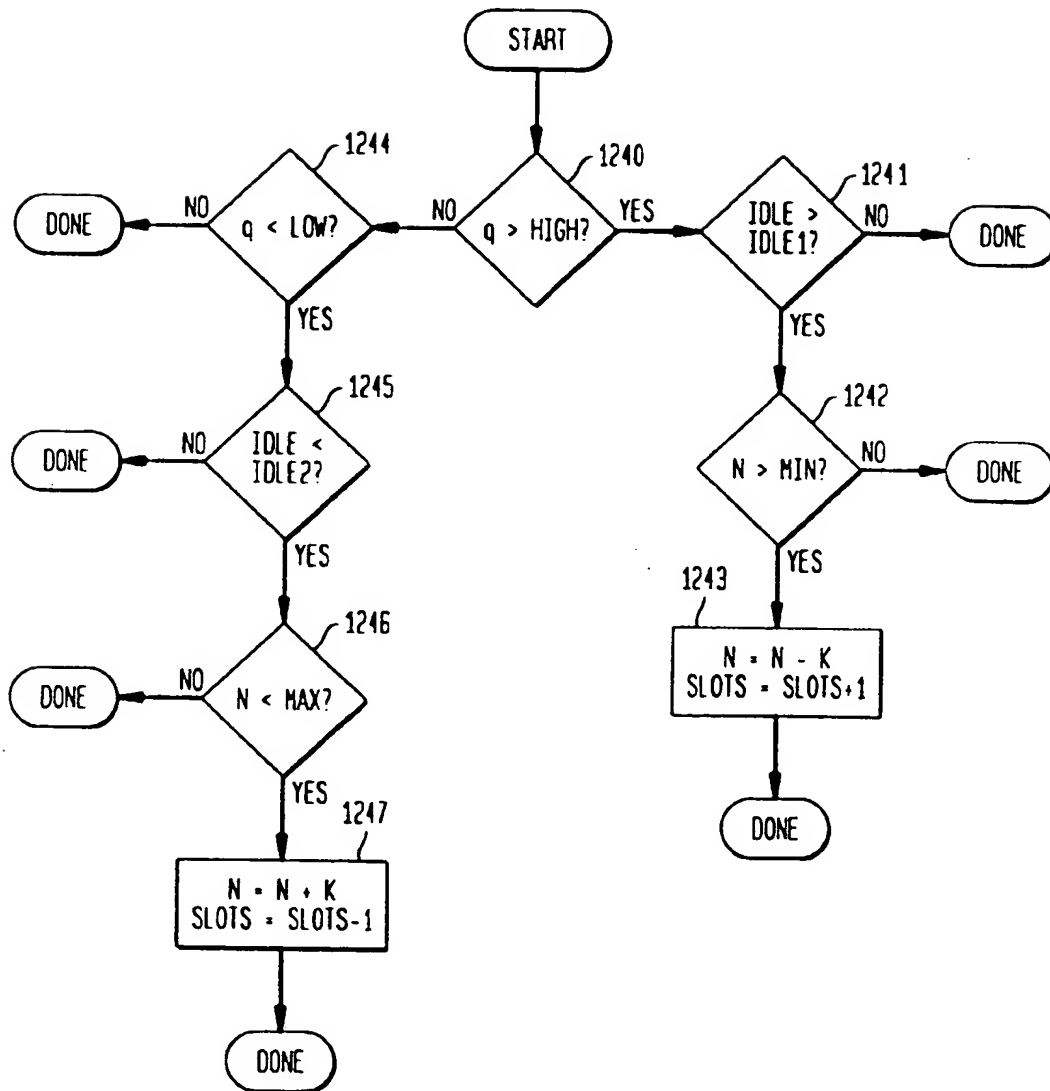 START
1244
1240
1241
DONE
NO
q < LOW?
NO
q > HIGH?
YES
IDLE >
IDLE1?
NO
DONE
YES
YES
1245
1242
DONE
NO
IDLE <
IDLE2?
N > MIN?
NO
DONE
YES
YES
1243
1246
N = N - K
SLOTS = SLOTS+1
DONE
NO
N < MAX?
YES
1247
DONE
N = N + K
SLOTS = SLOTS-1
DONE